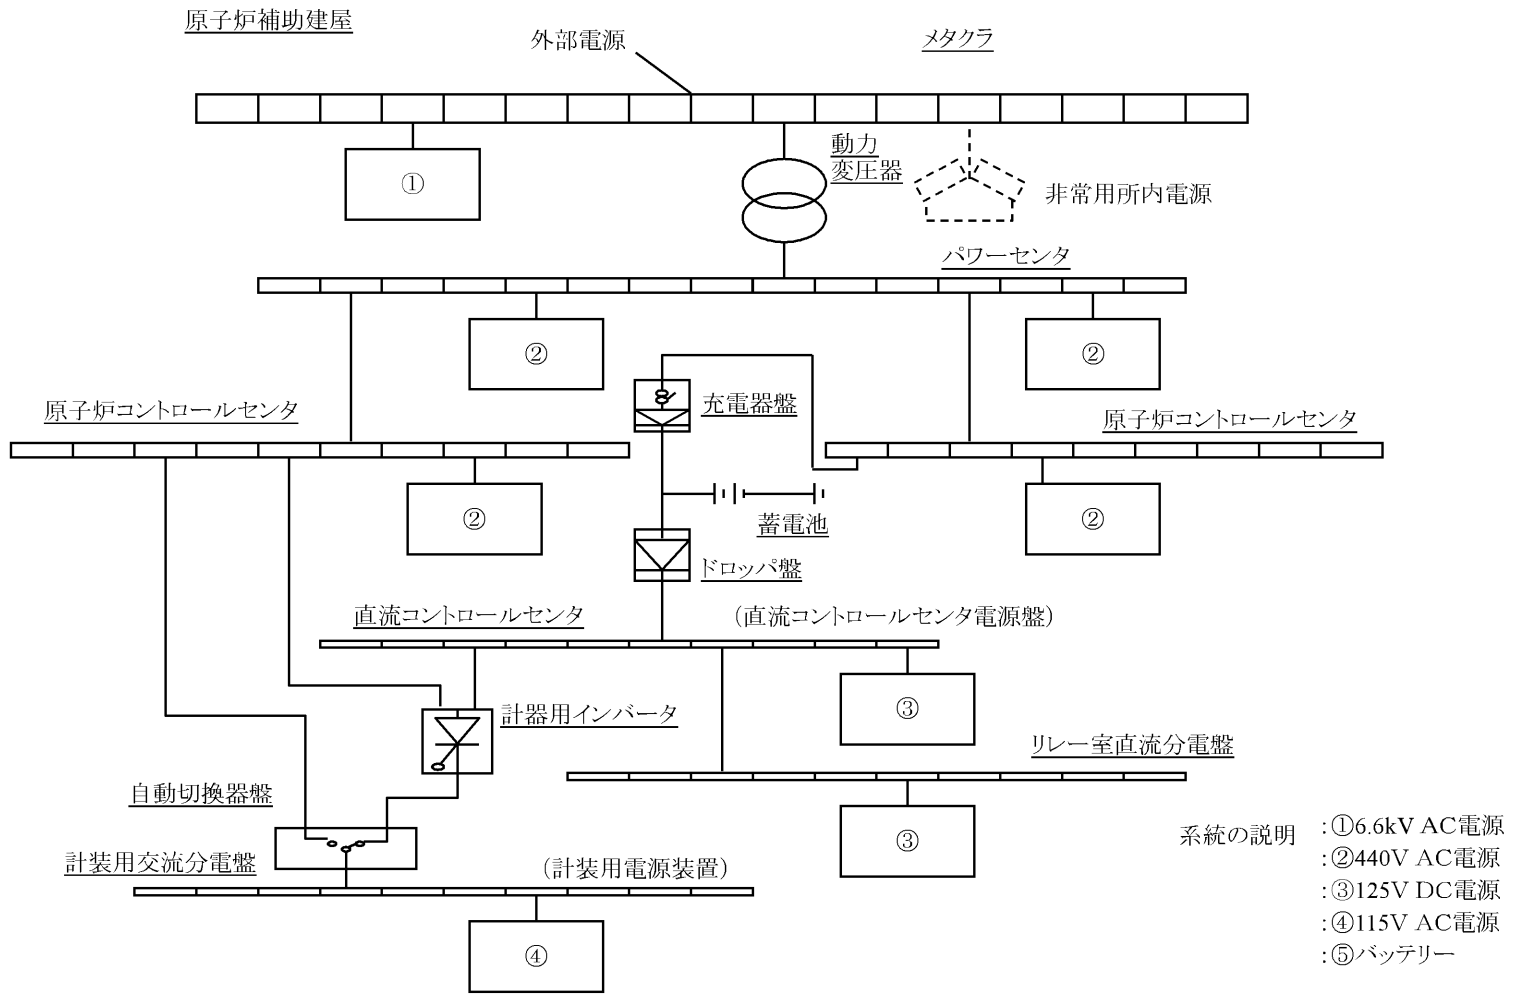 原子炉補助建屋
外部電源
メタクラ
①
動力
変圧器
非常用所内電源
パワーセンタ
②
②
原子炉コントロールセンタ
充電器盤
原子炉コントロールセンタ
②
蓄電池
②
ドロッパ盤
直流コントロールセンタ
(直流コントロールセンタ電源盤)
③
計器用インバータ
リレー室直流分電盤
自動切換器盤
③
計装用交流分電盤
(計装用電源装置)
④
系統の説明 :①6.6kV AC電源
:②440V AC電源
:③125V DC電源
:④115V AC電源
:⑤バッテリー